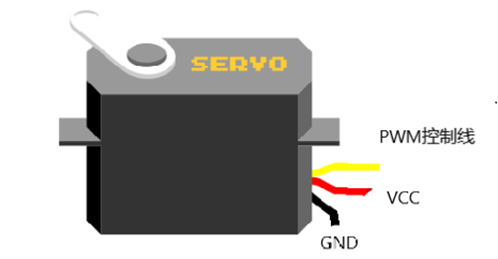 SERVO
PWM控制线
VCC
GND